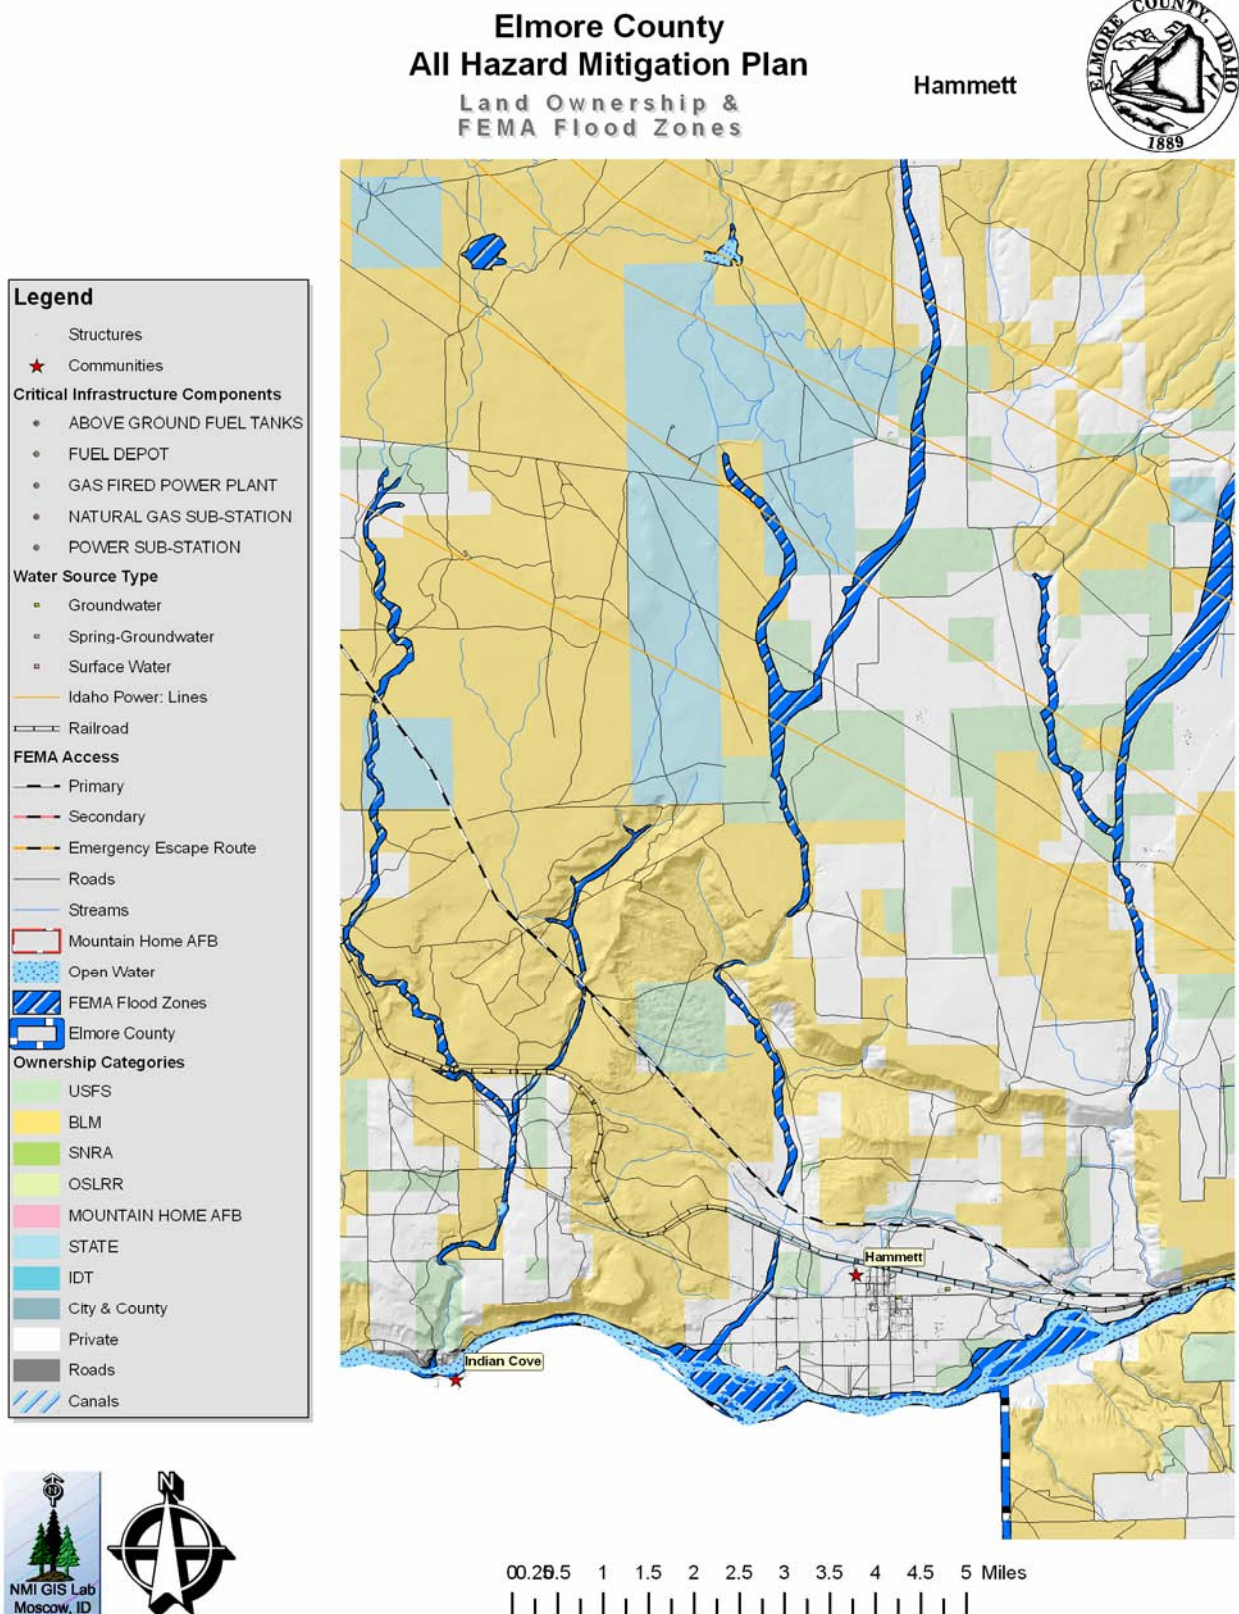 Elmore County
All Hazard Mitigation Plan
Land Ownership &
FEMA Flood Zones
Hammett
ELMORE COUNTY, IDAHO
1889
Legend
Structures
Communities
Critical Infrastructure Components
ABOVE GROUND FUEL TANKS
FUEL DEPOT
GAS FIRED POWER PLANT
NATURAL GAS SUB-STATION
POWER SUB-STATION
Water Source Type
Groundwater
Spring-Groundwater
Surface Water
Idaho Power: Lines
Railroad
FEMA Access
Primary
Secondary
Emergency Escape Route
Roads
Streams
Mountain Home AFB
Open Water
FEMA Flood Zones
Elmore County
Ownership Categories
USFS
BLM
SNRA
OSLRR
MOUNTAIN HOME AFB
STATE
IDT
City & County
Private
Roads
Canals
Hammett
Indian Cove
N
NMI GIS Lab
Moscow, ID
N
0 0.25 0.5 1 1.5 2 2.5 3 3.5 4 4.5 5 Miles